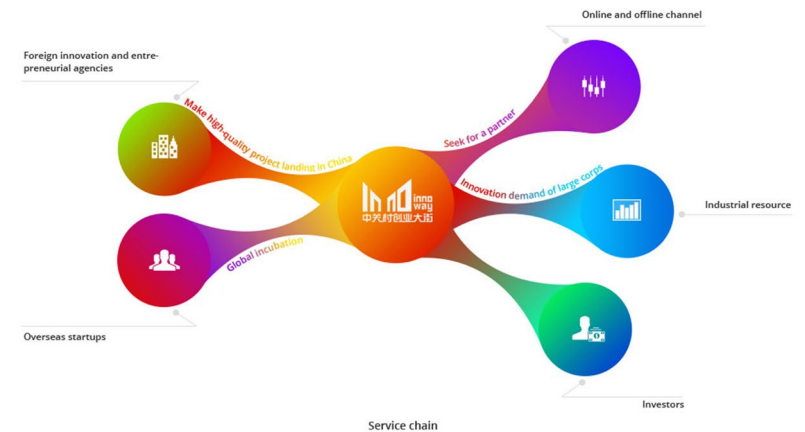 Online and offline channel
Foreign innovation and entre-
preneurial agencies
Make high-quality project landing in China
Seek for a partner
Innovation demand of large corps
inno
way
中关村创业大街
Industrial resource
Global incubation
Overseas startups
Investors
Service chain